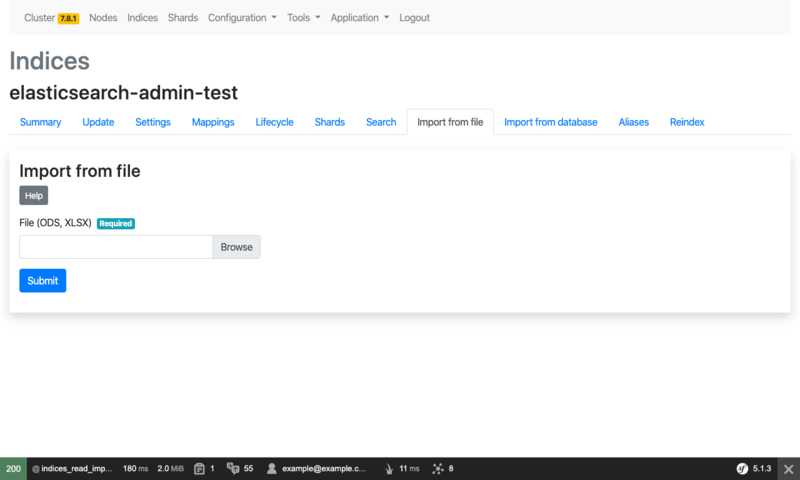 Cluster 7.8.1 Nodes Indices Shards Configuration Tools Application Logout
Indices
elasticsearch-admin-test
Summary Update Settings Mappings Lifecycle Shards Search Import from file Import from database Aliases Reindex
Import from file
Help
File (ODS, XLSX) Required
Browse
Submit
200 @ indices_read_imp... 180 ms 2.0 MiB 1 55 example@example.c... 11 ms 8 sf 5.1.3